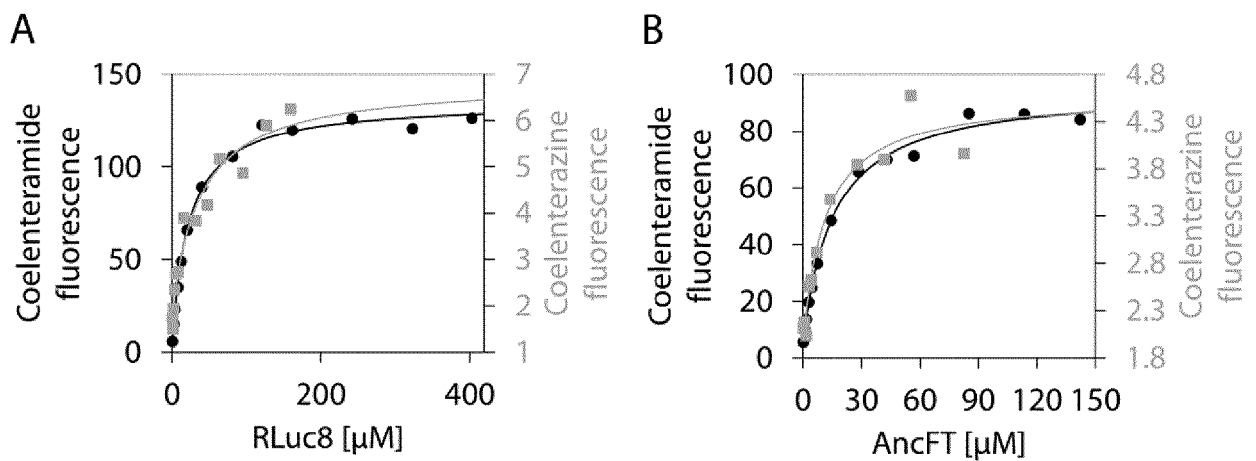 A
Coelenteramide
fluorescence
150
100
50
0
7
6
5
4
3
2
1
Coelenterazine
fluorescence
0
200
400
RLuc8 [µM]
B
Coelenteramide
fluorescence
100
80
60
40
20
0
4.8
4.3
3.8
3.3
2.8
2.3
1.8
Coelenterazine
fluorescence
0
30
60
90
120
150
AncFT [µM]